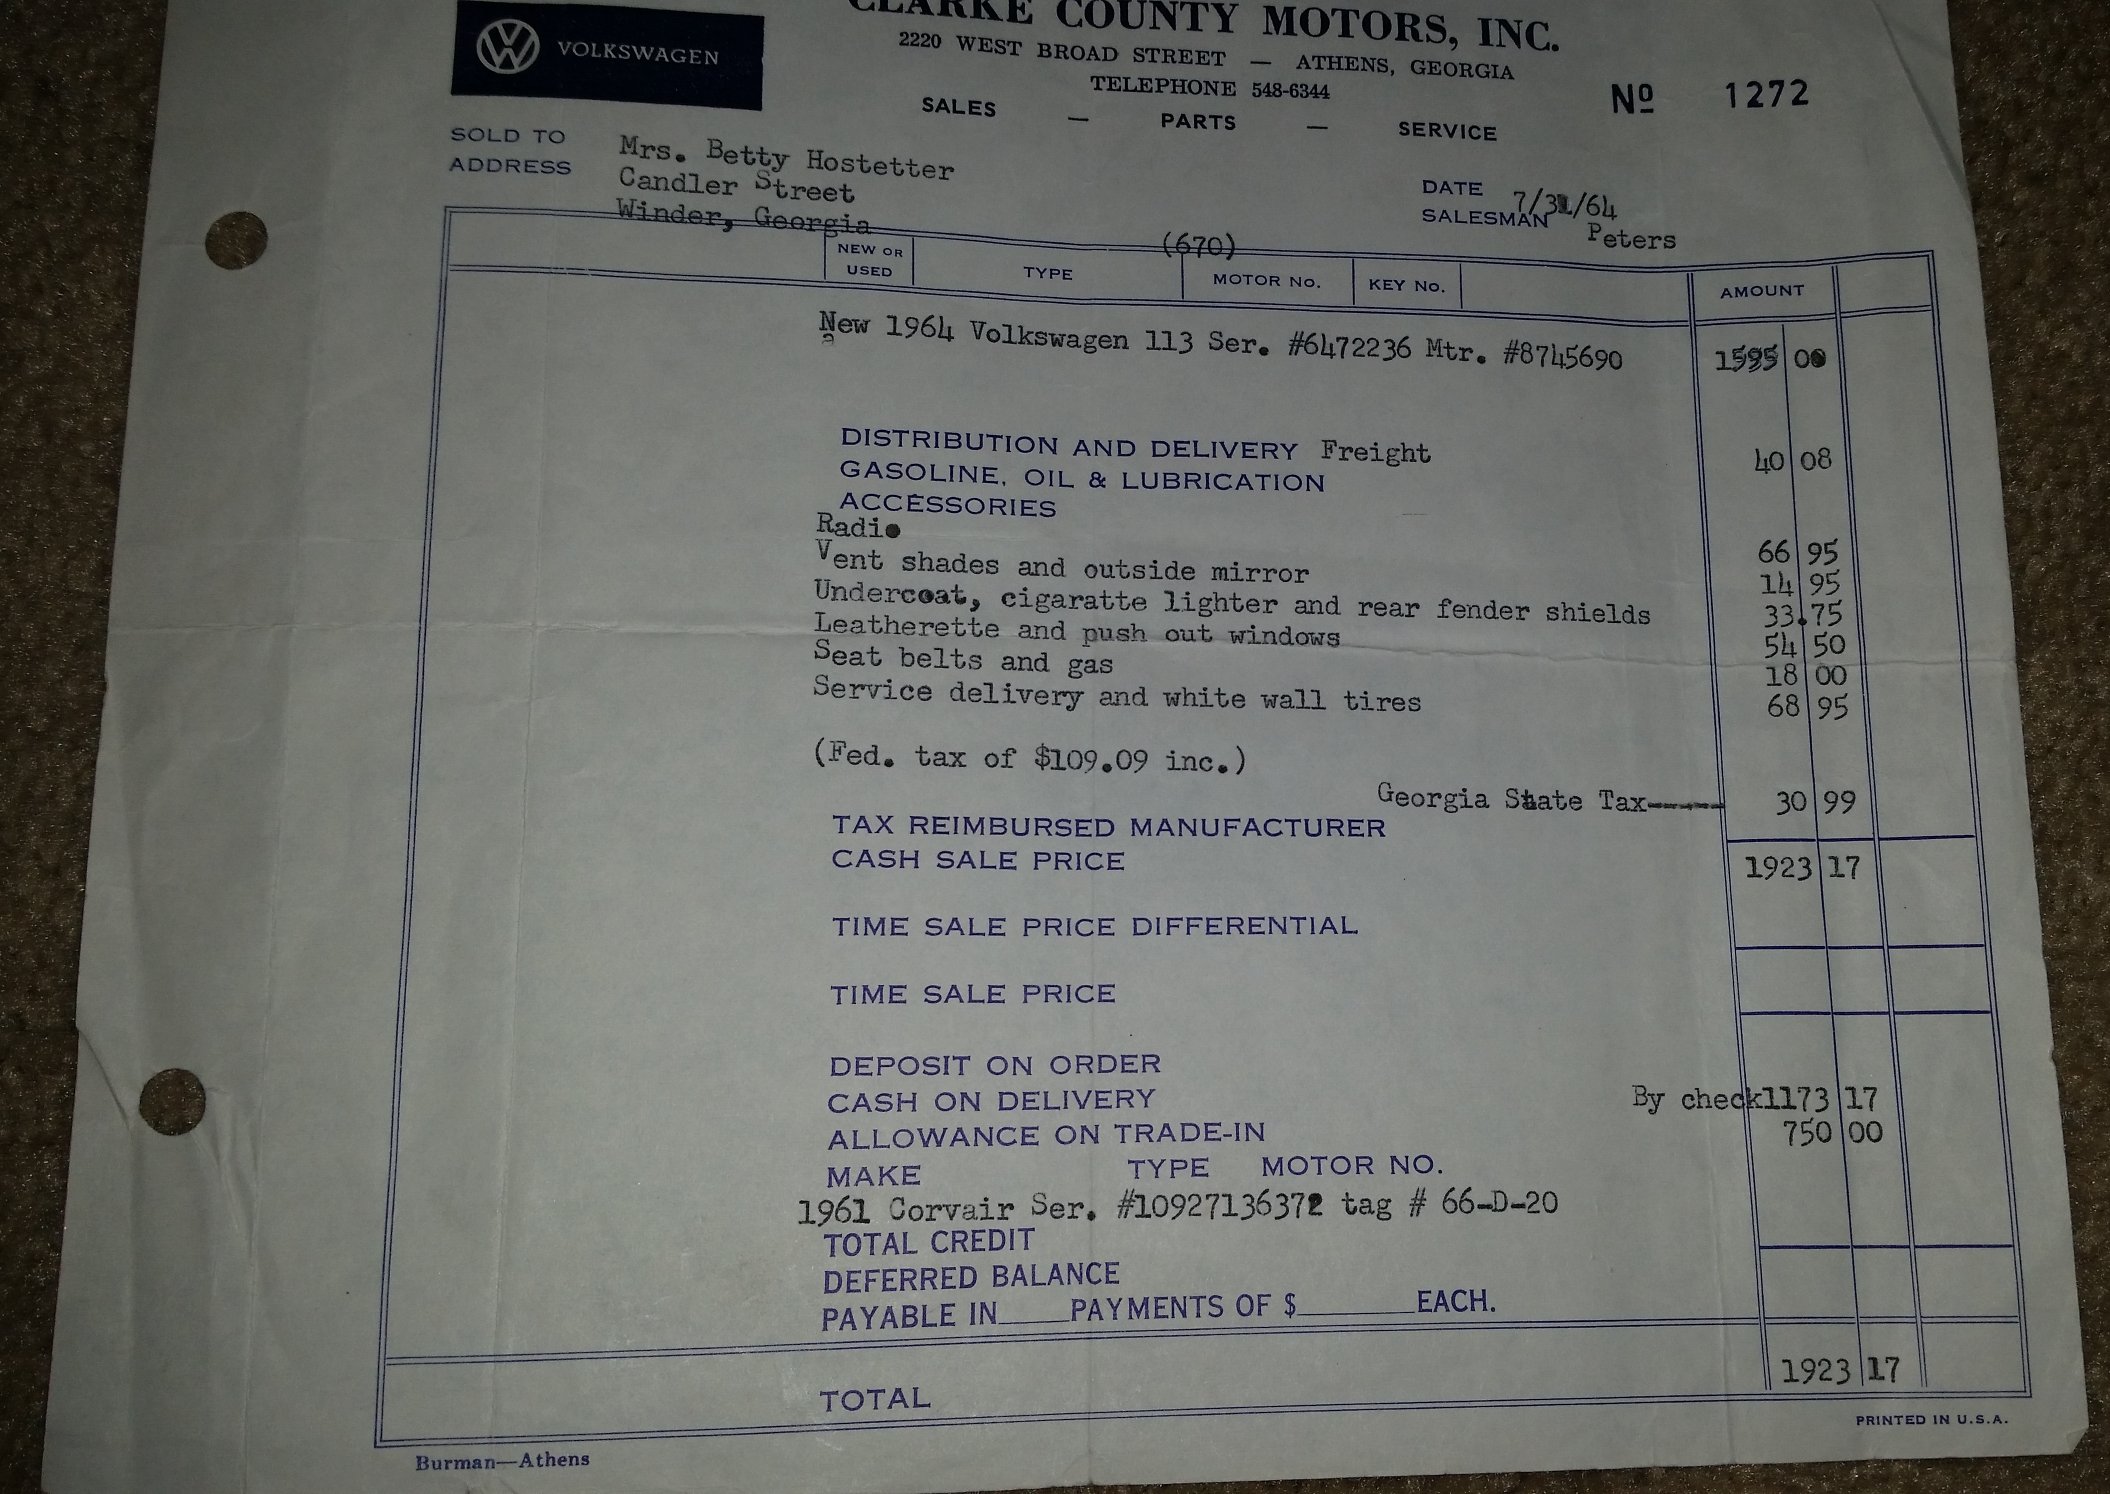 VOLKSWAGEN
CLARKE COUNTY MOTORS, INC.
2220 WEST BROAD STREET — ATHENS, GEORGIA
TELEPHONE 548-6344
SALES — PARTS — SERVICE
Nº 1272
SOLD TO Mrs. Betty Hostetter
ADDRESS Candler Street
Winder, Georgia
DATE 7/31/64
SALESMAN Peters
(670)
NEW OR USED TYPE MOTOR NO. KEY NO. AMOUNT
New 1964 Volkswagen 113 Ser. #6472236 Mtr. #8745690 1595 00
DISTRIBUTION AND DELIVERY Freight 40 08
GASOLINE, OIL & LUBRICATION
ACCESSORIES
Radio 66 95
Vent shades and outside mirror 14 95
Undercoat, cigaratte lighter and rear fender shields 33.75
Leatherette and push out windows 54 50
Seat belts and gas 18 00
Service delivery and white wall tires 68 95
(Fed. tax of $109.09 inc.)
Georgia State Tax------ 30 99
TAX REIMBURSED MANUFACTURER
CASH SALE PRICE 1923 17
TIME SALE PRICE DIFFERENTIAL
TIME SALE PRICE
DEPOSIT ON ORDER
CASH ON DELIVERY By check1173 17
ALLOWANCE ON TRADE-IN 750 00
MAKE TYPE MOTOR NO.
1961 Corvair Ser. #10927136372 tag # 66-D-20
TOTAL CREDIT
DEFERRED BALANCE
PAYABLE IN____PAYMENTS OF $______EACH.
TOTAL 1923 17
PRINTED IN U.S.A.
Burman—Athens